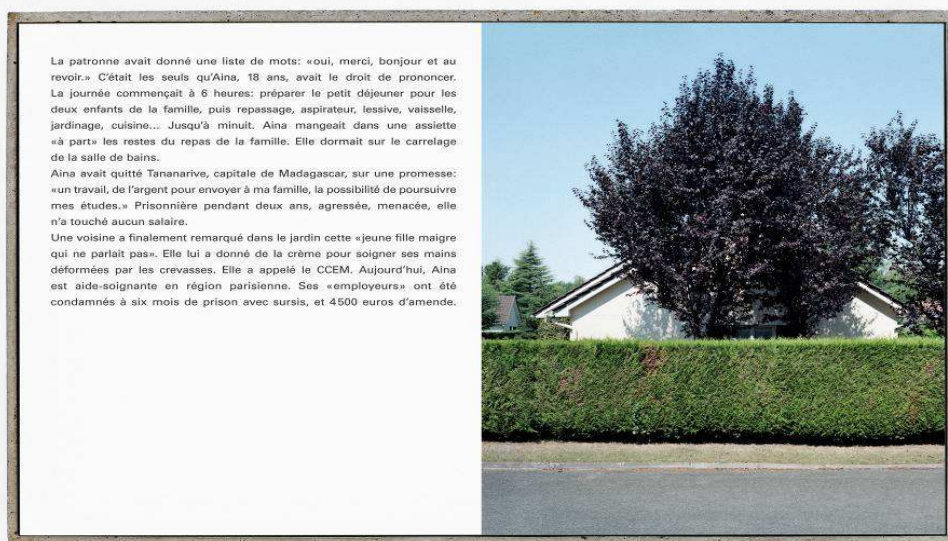 La patronne avait donné une liste de mots: «oui, merci, bonjour et au
revoir.» C'était les seuls qu'Aina, 18 ans, avait le droit de prononcer.
La journée commençait à 6 heures: préparer le petit déjeuner pour les
deux enfants de la famille, puis repassage, aspirateur, lessive, vaisselle,
jardinage, cuisine... Jusqu'à minuit. Aina mangeait dans une assiette
«à part» les restes du repas de la famille. Elle dormait sur le carrelage
de la salle de bains.
Aina avait quitté Tananarive, capitale de Madagascar, sur une promesse:
«un travail, de l'argent pour envoyer à ma famille, la possibilité de poursuivre
mes études.» Prisonnière pendant deux ans, agressée, menacée, elle
n'a touché aucun salaire.
Une voisine a finalement remarqué dans le jardin cette «jeune fille maigre
qui ne parlait pas». Elle lui a donné de la crème pour soigner ses mains
déformées par les crevasses. Elle a appelé le CCEM. Aujourd'hui, Aina
est aide-soignante en région parisienne. Ses «employeurs» ont été
condamnés à six mois de prison avec sursis, et 4500 euros d'amende.